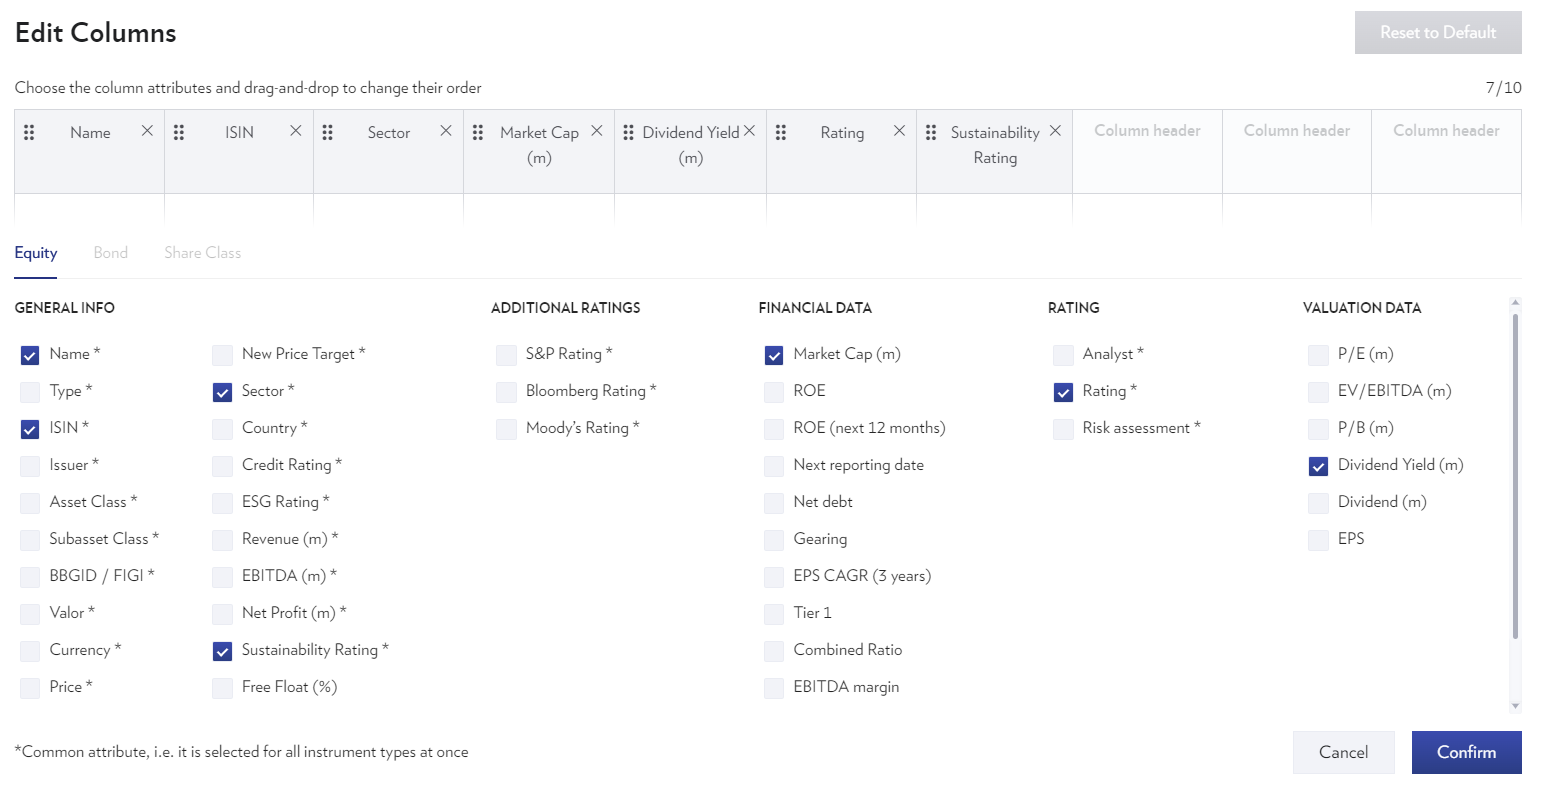 Edit Columns
Reset to Default
Choose the column attributes and drag-and-drop to change their order
7/10
Name
ISIN
Sector
Market Cap
(m)
Dividend Yield
(m)
Rating
Sustainability
Rating
Column header
Column header
Column header
Equity
Bond
Share Class
GENERAL INFO
Name *
Type *
ISIN *
Issuer *
Asset Class *
Subasset Class *
BBGID / FIGI *
Valor *
Currency *
Price *
New Price Target *
Sector *
Country *
Credit Rating *
ESG Rating *
Revenue (m) *
EBITDA (m) *
Net Profit (m) *
Sustainability Rating *
Free Float (%)
ADDITIONAL RATINGS
S&P Rating *
Bloomberg Rating *
Moody's Rating *
FINANCIAL DATA
Market Cap (m)
ROE
ROE (next 12 months)
Next reporting date
Net debt
Gearing
EPS CAGR (3 years)
Tier 1
Combined Ratio
EBITDA margin
RATING
Analyst *
Rating *
Risk assessment *
VALUATION DATA
P/E (m)
EV/EBITDA (m)
P/B (m)
Dividend Yield (m)
Dividend (m)
EPS
*Common attribute, i.e. it is selected for all instrument types at once
Cancel
Confirm